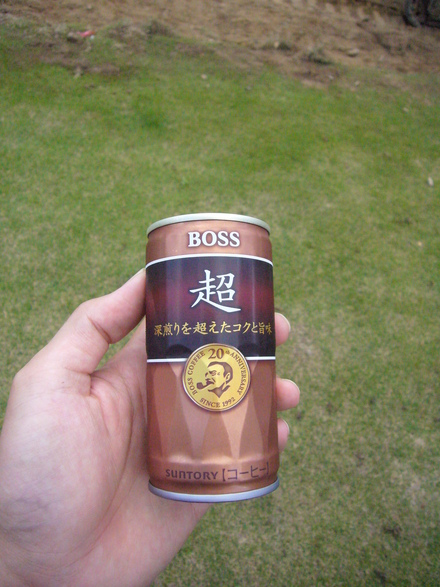 BOSS
超
深煎りを超えたコクと旨味
BOSS COFFEE 20th ANNIVERSARY
SINCE 1992
SUNTORY【コーヒー】